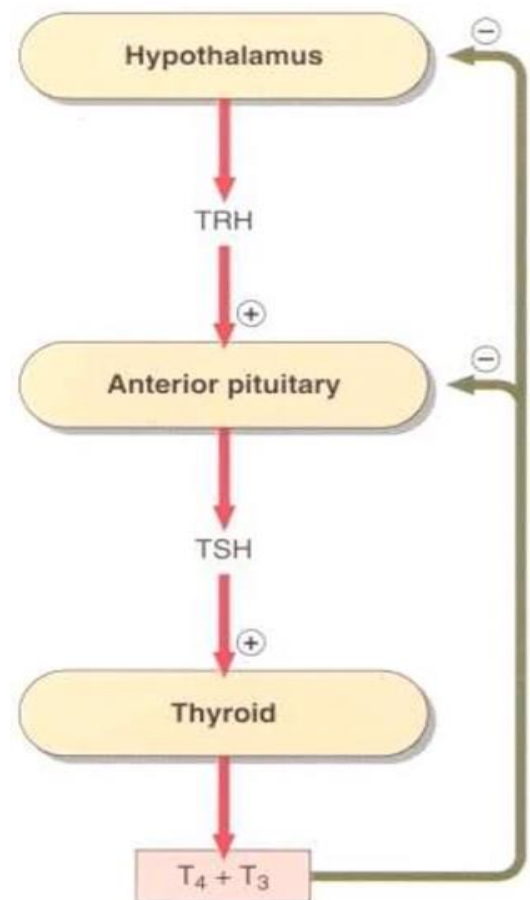 ⊖
Hypothalamus
TRH
⊕
⊖
Anterior pituitary
TSH
⊕
Thyroid
T₄ + T₃